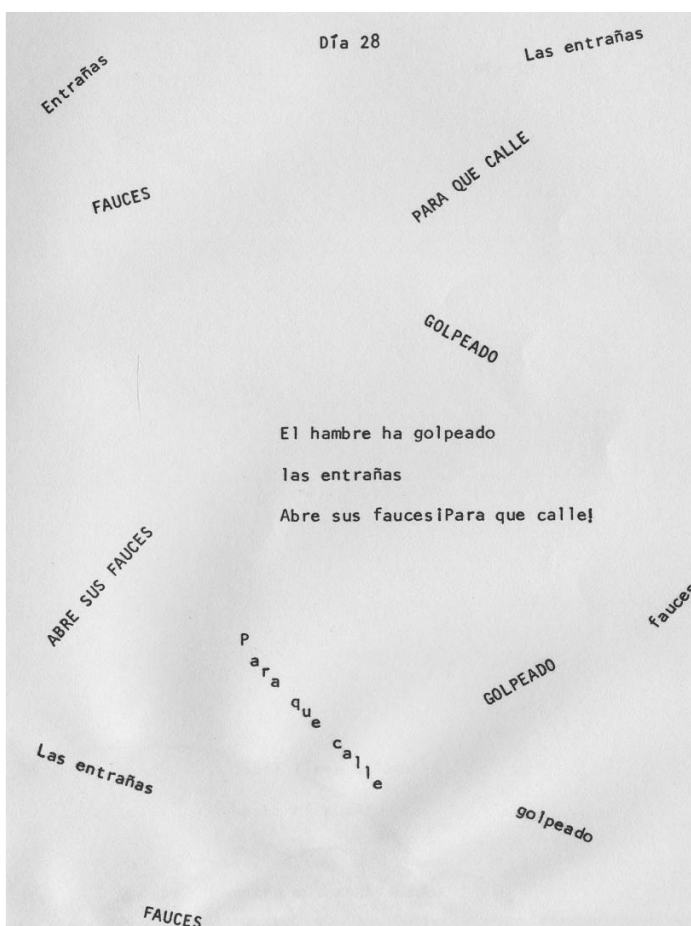 Día 28
Las entrañas
Entrañas
PARA QUE CALLE
FAUCES
GOLPEADO
El hambre ha golpeado
las entrañas
Abre sus fauces¡Para que calle!
ABRE SUS FAUCES
fauces
Para que calle
GOLPEADO
Las entrañas
golpeado
FAUCES